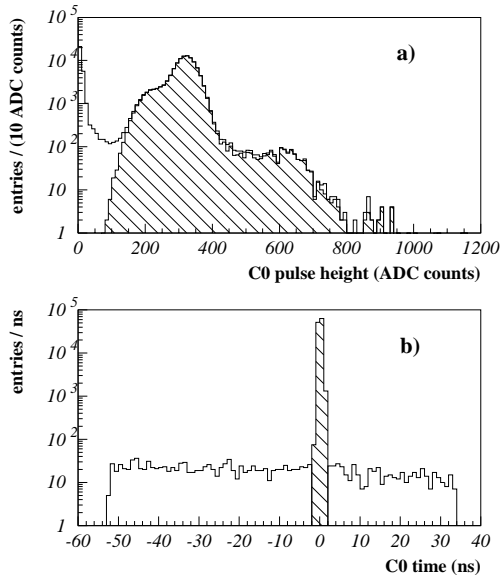 entries / (10 ADC counts)
10^5
10^4
10^3
10^2
10
1
a)
0 200 400 600 800 1000 1200
C0 pulse height (ADC counts)
entries / ns
10^5
10^4
10^3
10^2
10
1
b)
-60 -50 -40 -30 -20 -10 0 10 20 30 40
C0 time (ns)